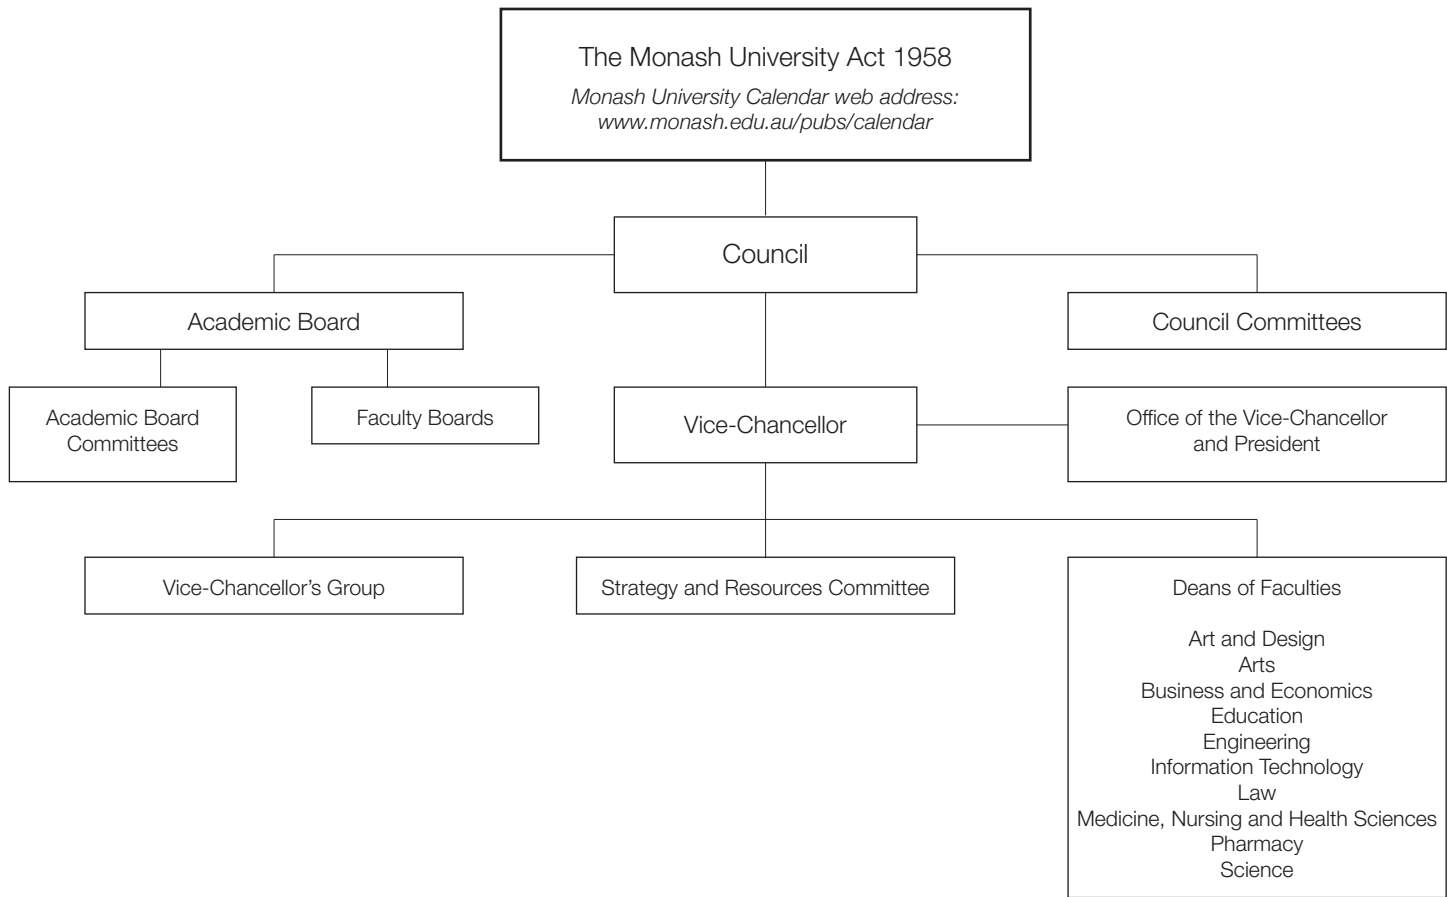 The Monash University Act 1958
Monash University Calendar web address:
www.monash.edu.au/pubs/calendar
Council
Academic Board
Council Committees
Academic Board
Committees
Faculty Boards
Vice-Chancellor
Office of the Vice-Chancellor
and President
Vice-Chancellor’s Group
Strategy and Resources Committee
Deans of Faculties
Art and Design
Arts
Business and Economics
Education
Engineering
Information Technology
Law
Medicine, Nursing and Health Sciences
Pharmacy
Science